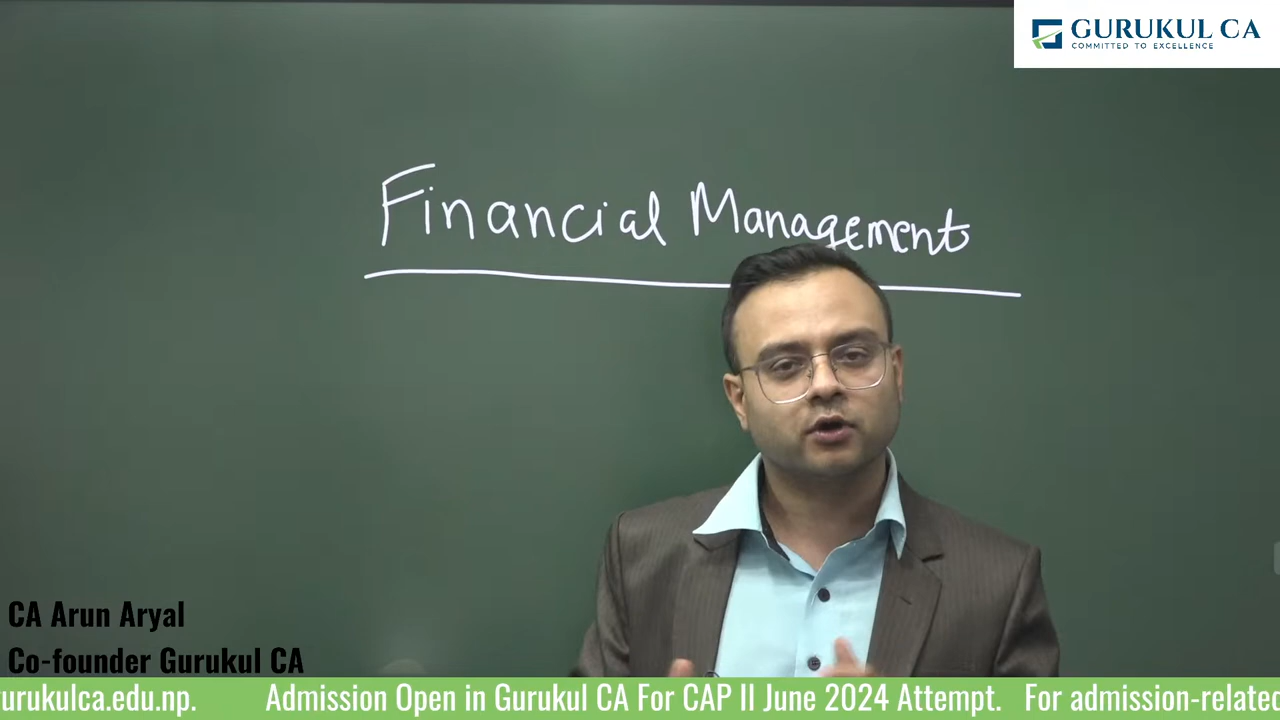 GURUKUL CA
COMMITTED TO EXCELLENCE
Financial Management
CA Arun Aryal
Co-founder Gurukul CA
urukulca.edu.np. Admission Open in Gurukul CA For CAP II June 2024 Attempt. For admission-related